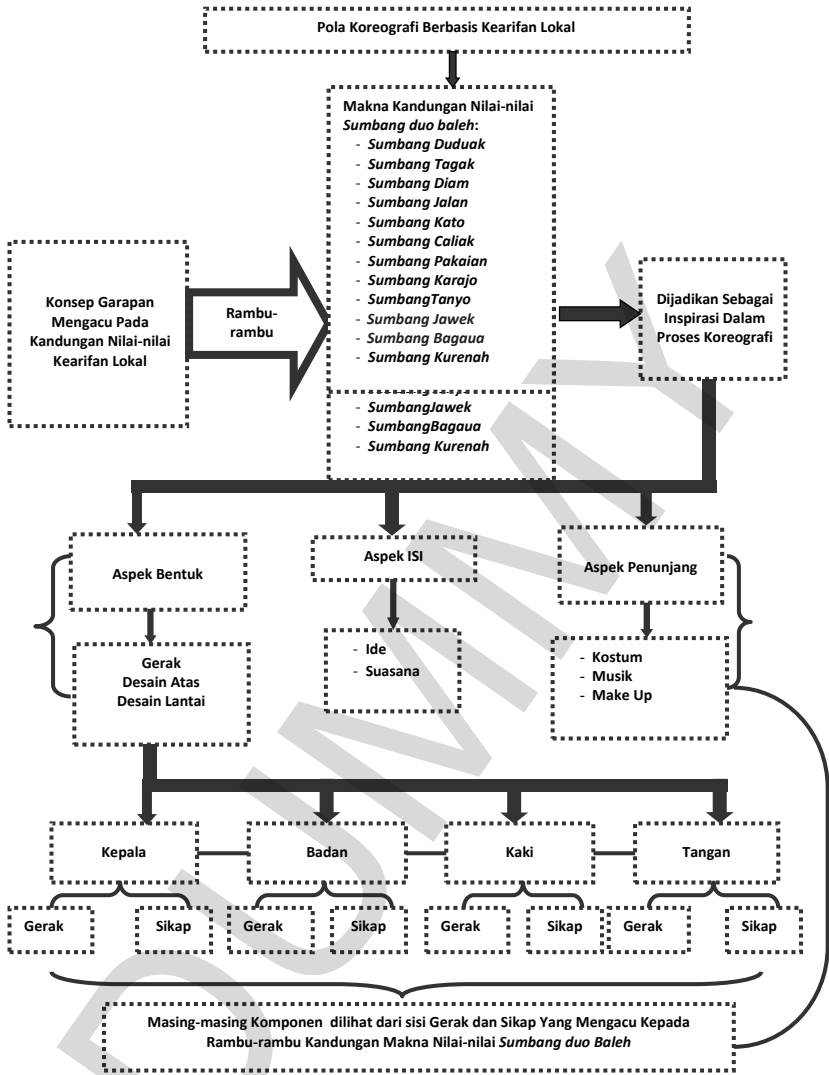 Pola Koreografi Berbasis Kearifan Lokal
Makna Kandungan Nilai-nilai
Sumbang duo baleh:
- Sumbang Duduak
- Sumbang Tagak
- Sumbang Diam
- Sumbang Jalan
- Sumbang Kato
- Sumbang Caliak
- Sumbang Pakaian
- Sumbang Karajo
- SumbangTanyo
- Sumbang Jawek
- Sumbang Bagaua
- Sumbang Kurenah
- SumbangJawek
- SumbangBagaua
- Sumbang Kurenah
Konsep Garapan
Mengacu Pada
Kandungan Nilai-nilai
Kearifan Lokal
Rambu-
rambu
Dijadikan Sebagai
Inspirasi Dalam
Proses Koreografi
Aspek Bentuk
Aspek ISI
Aspek Penunjang
Gerak
Desain Atas
Desain Lantai
- Ide
- Suasana
- Kostum
- Musik
- Make Up
Kepala
Badan
Kaki
Tangan
Gerak
Sikap
Gerak
Sikap
Gerak
Sikap
Gerak
Sikap
Masing-masing Komponen dilihat dari sisi Gerak dan Sikap Yang Mengacu Kepada
Rambu-rambu Kandungan Makna Nilai-nilai Sumbang duo Baleh
DUMMY